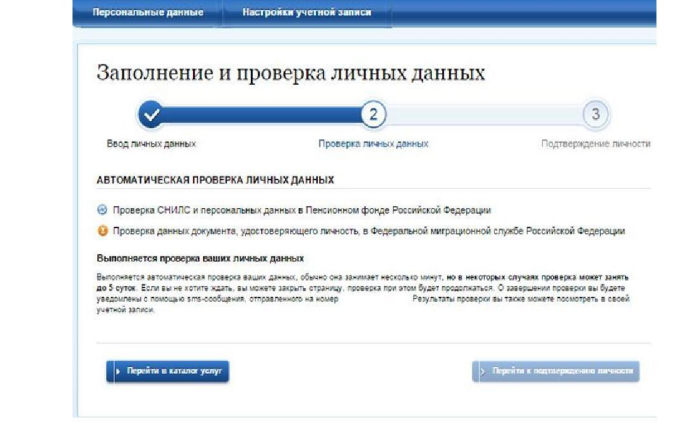 Персональные данные Настройки учетной записи
Заполнение и проверка личных данных
2 3
Ввод личных данных Проверка личных данных Подтверждение личности
АВТОМАТИЧЕСКАЯ ПРОВЕРКА ЛИЧНЫХ ДАННЫХ
Проверка СНИЛС и персональных данных в Пенсионном фонде Российской Федерации
Проверка данных документа, удостоверяющего личность, в Федеральной миграционной службе Российской Федерации
Выполняется проверка ваших личных данных
Выполняется автоматическая проверка ваших данных, обычно она занимает несколько минут, но в некоторых случаях проверка может занять
до 5 суток. Если вы не хотите ждать, вы можете закрыть страницу, проверка при этом будет продолжаться. О завершении проверки вы будете
уведомлены с помощью sms-сообщения, отправленного на номер Результаты проверки вы также можете посмотреть в своей
учетной записи.
Перейти в каталог услуг Перейти к подтверждению личности